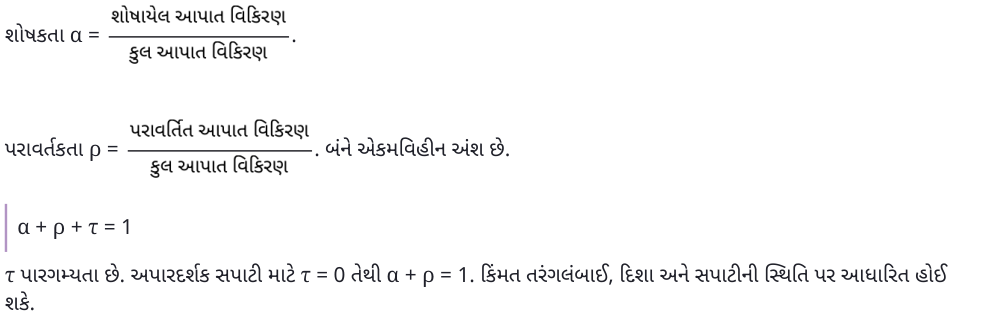 શોષકતા α = શોષાયેલ આપાત વિકિરણ / કુલ આપાત વિકિરણ.
પરાવર્તકતા ρ = પરાવર્તિત આપાત વિકિરણ / કુલ આપાત વિકિરણ. બંને એકમવિહીન અંશ છે.
α + ρ + τ = 1
τ પારગમ્યતા છે. અપારદર્શક સપાટી માટે τ = 0 તેથી α + ρ = 1. કિંમત તરંગલંબાઈ, દિશા અને સપાટીની સ્થિતિ પર આધારિત હોઈ
શકે.